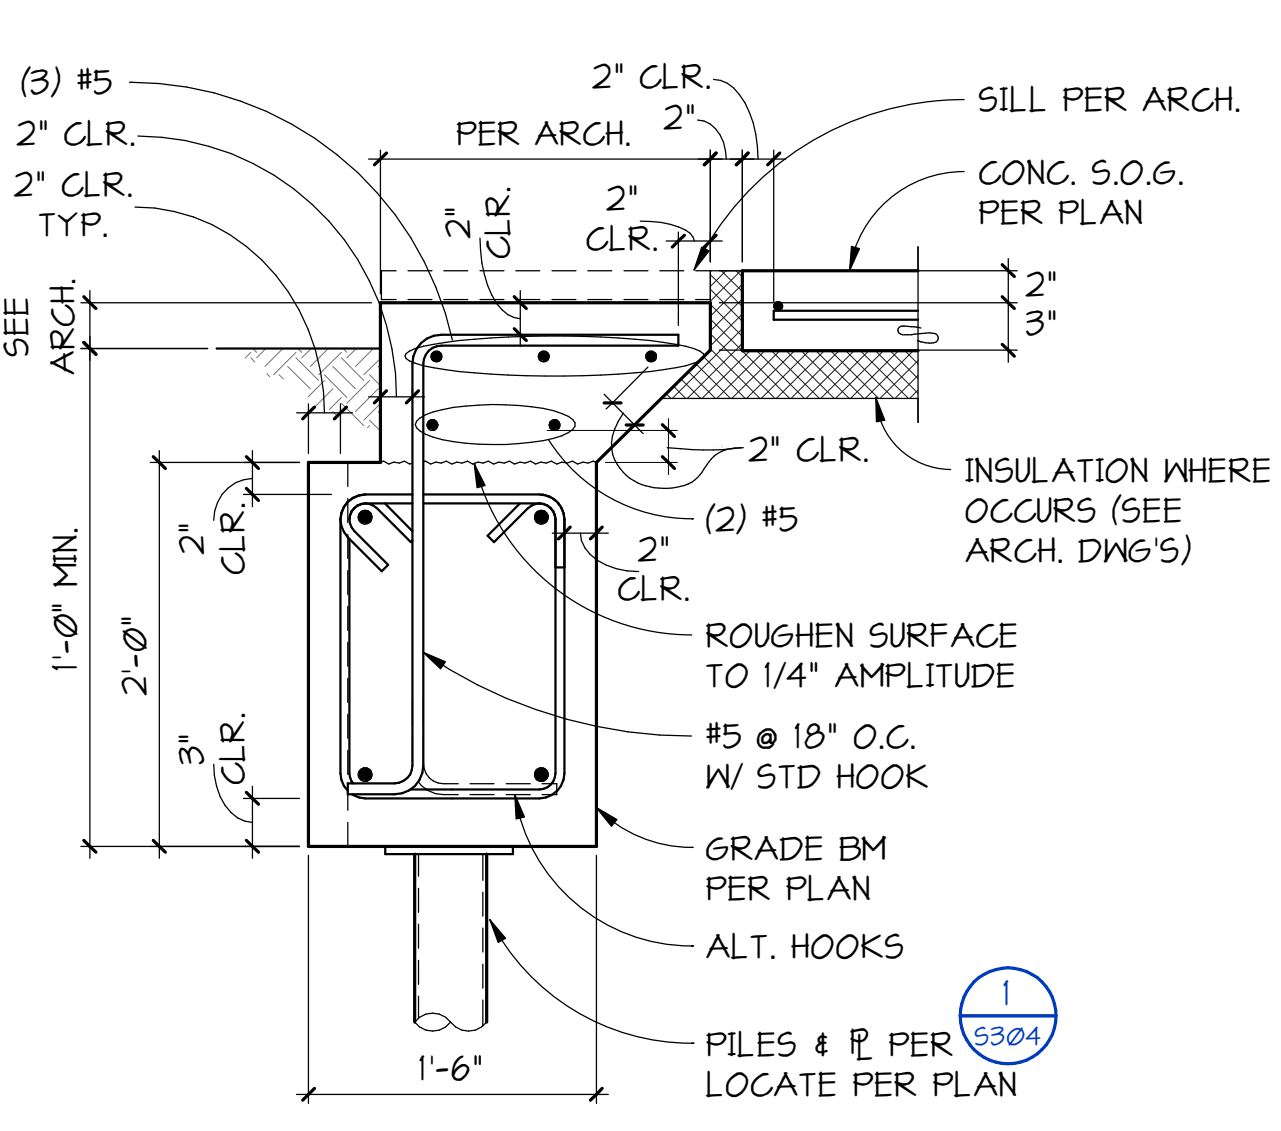 (3) #5
2" CLR.
2" CLR.
TYP.
SEE
ARCH.
PER ARCH.
2" CLR.
2"
2"
CLR.
2"
CLR.
SILL PER ARCH.
CONC. S.O.G.
PER PLAN
2"
3"
2" CLR.
INSULATION WHERE
OCCURS (SEE
ARCH. DWG'S)
(2) #5
2"
CLR.
2"
CLR.
1'-0" MIN.
2'-0"
3"
CLR.
ROUGHEN SURFACE
TO 1/4" AMPLITUDE
#5 @ 18" O.C.
W/ STD HOOK
GRADE BM
PER PLAN
ALT. HOOKS
PILES & PL PER
LOCATE PER PLAN
1
S304
1'-6"